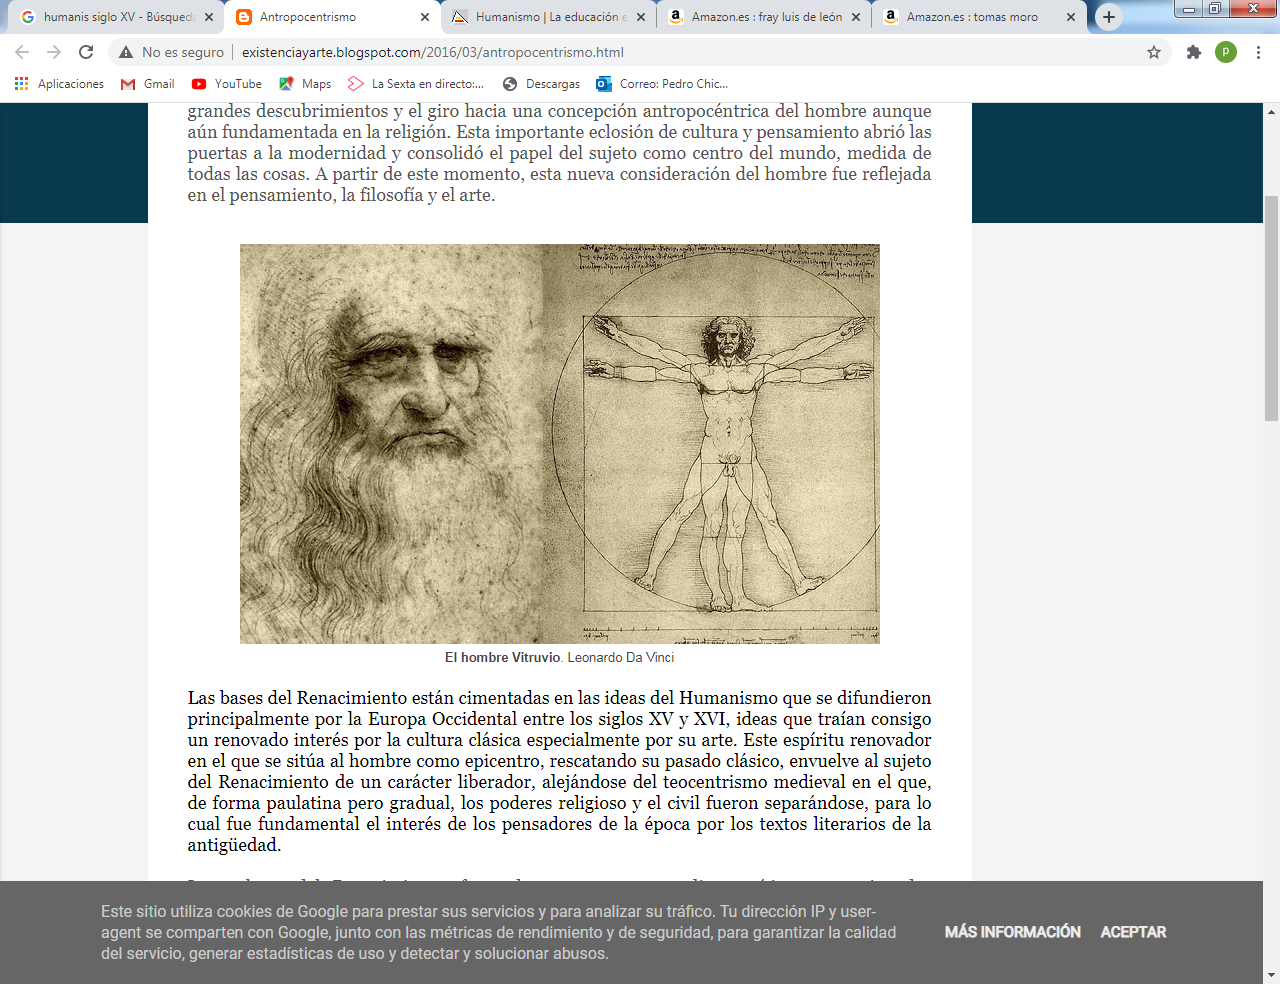 humanis siglo XV - Búsqueda
Antropocentrismo
Humanismo | La educación e
Amazon.es : fray luis de león
Amazon.es : tomas moro
No es seguro
existenciayarte.blogspot.com/2016/03/antropocentrismo.html
P
Aplicaciones
Gmail
YouTube
Maps
La Sexta en directo:...
Descargas
Correo: Pedro Chic...
grandes descubrimientos y el giro hacia una concepción antropocéntrica del hombre aunque
aún fundamentada en la religión. Esta importante eclosión de cultura y pensamiento abrió las
puertas a la modernidad y consolidó el papel del sujeto como centro del mundo, medida de
todas las cosas. A partir de este momento, esta nueva consideración del hombre fue reflejada
en el pensamiento, la filosofía y el arte.
El hombre Vitruvio. Leonardo Da Vinci
Las bases del Renacimiento están cimentadas en las ideas del Humanismo que se difundieron
principalmente por la Europa Occidental entre los siglos XV y XVI, ideas que traían consigo
un renovado interés por la cultura clásica especialmente por su arte. Este espíritu renovador
en el que se sitúa al hombre como epicentro, rescatando su pasado clásico, envuelve al sujeto
del Renacimiento de un carácter liberador, alejándose del teocentrismo medieval en el que,
de forma paulatina pero gradual, los poderes religioso y el civil fueron separándose, para lo
cual fue fundamental el interés de los pensadores de la época por los textos literarios de la
antigüedad.
Este sitio utiliza cookies de Google para prestar sus servicios y para analizar su tráfico. Tu dirección IP y user-
agent se comparten con Google, junto con las métricas de rendimiento y de seguridad, para garantizar la calidad
del servicio, generar estadísticas de uso y detectar y solucionar abusos.
MÁS INFORMACIÓN
ACEPTAR